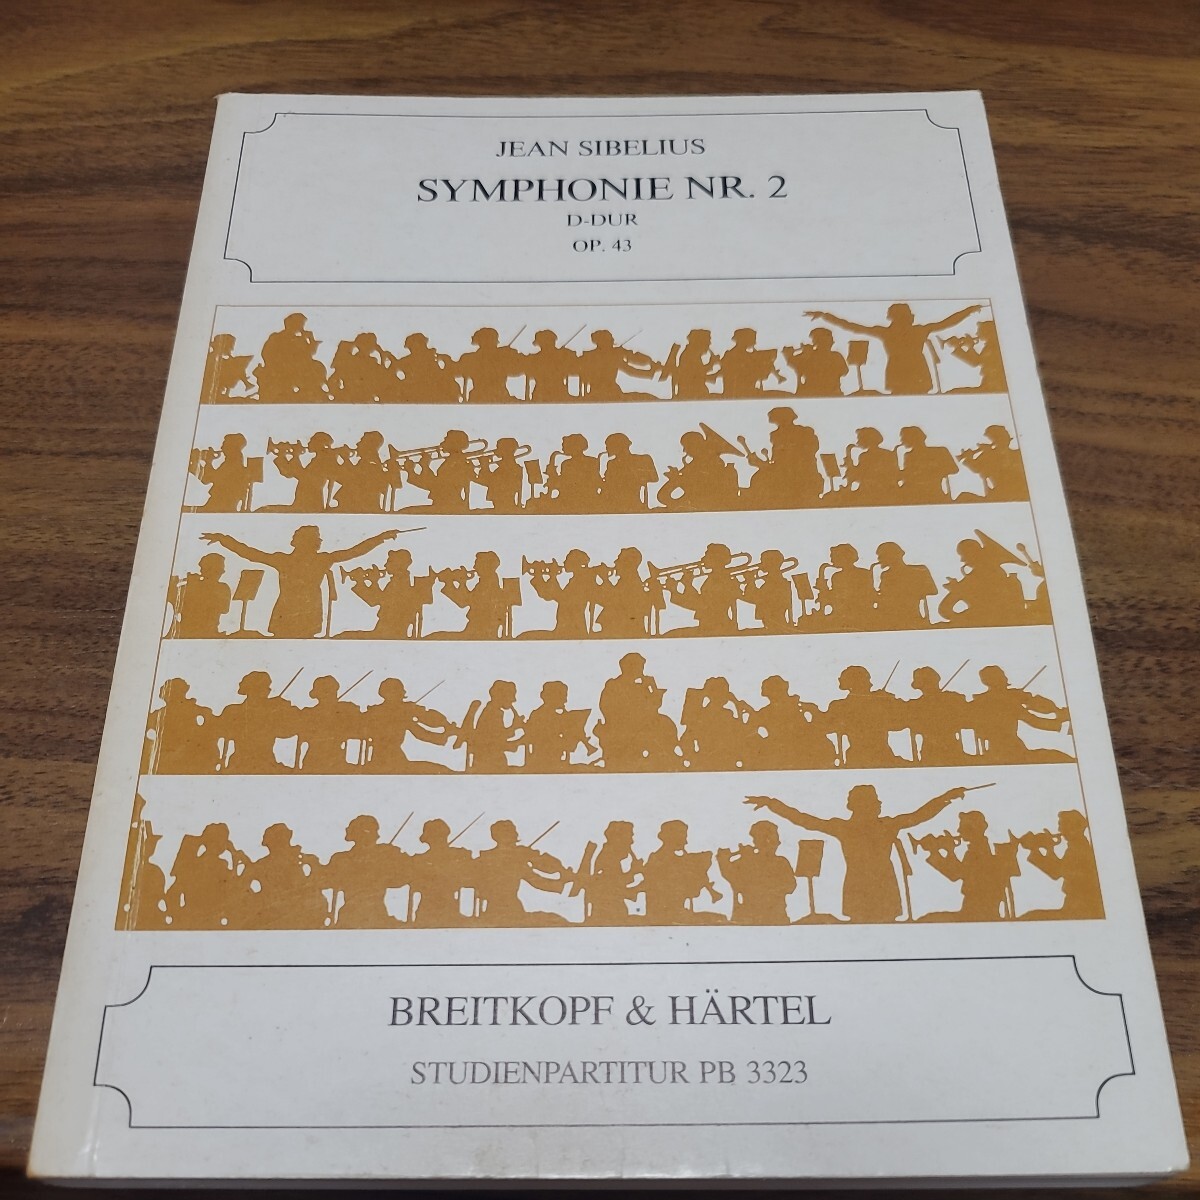 JEAN SIBELIUS
SYMPHONIE NR. 2
D-DUR
OP. 43
BREITKOPF & HÄRTEL
STUDIENPARTITUR PB 3323